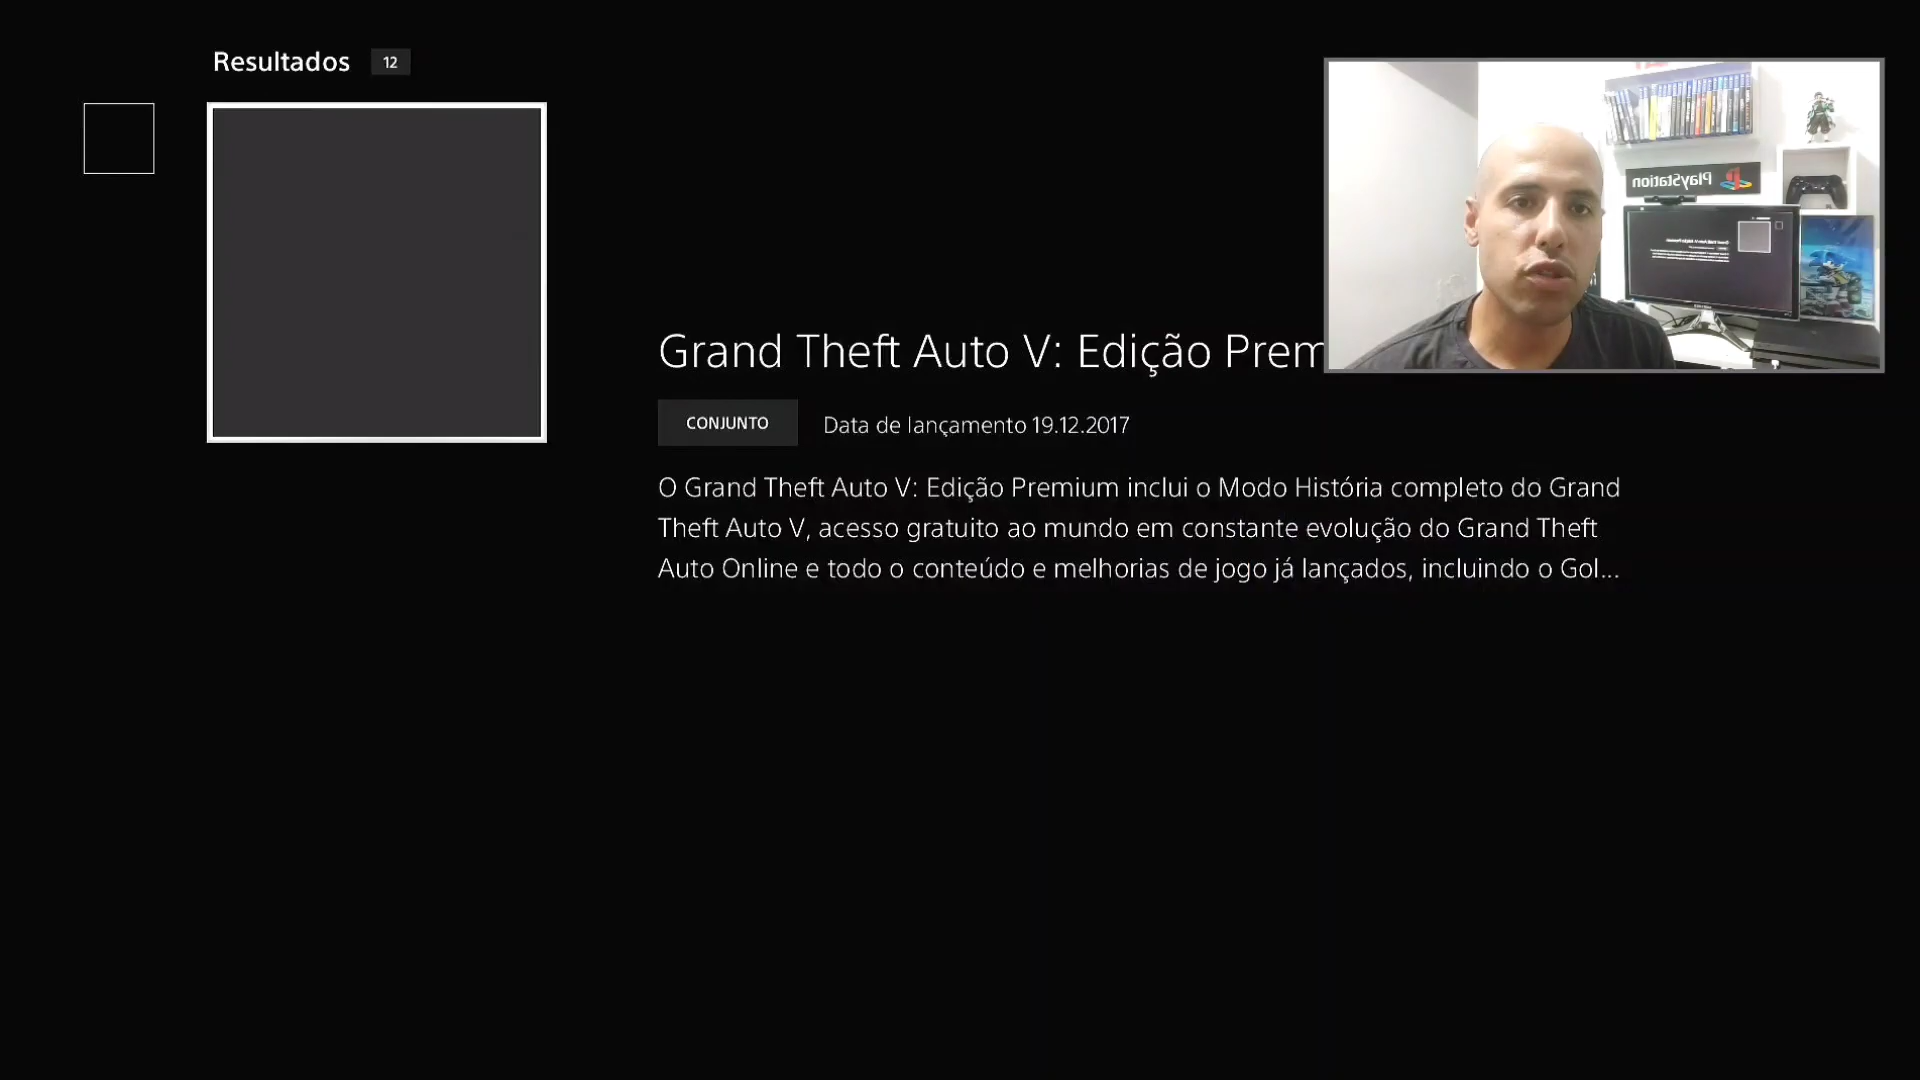 Resultados 12
Grand Theft Auto V: Edição Prem
CONJUNTO Data de lançamento 19.12.2017
O Grand Theft Auto V: Edição Premium inclui o Modo História completo do Grand
Theft Auto V, acesso gratuito ao mundo em constante evolução do Grand Theft
Auto Online e todo o conteúdo e melhorias de jogo já lançados, incluindo o Gol...
PlayStation